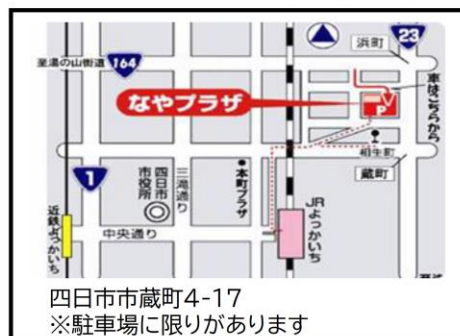 23
浜町
至湯の山街道 164
車はこちらから
なやプラザ
P
相生町
蔵町
1
四日市
市役所
三滝通り
本町プラザ
JRよっかいち
近鉄よっかいち
中央通り
四日市市蔵町4-17
※駐車場に限りがあります